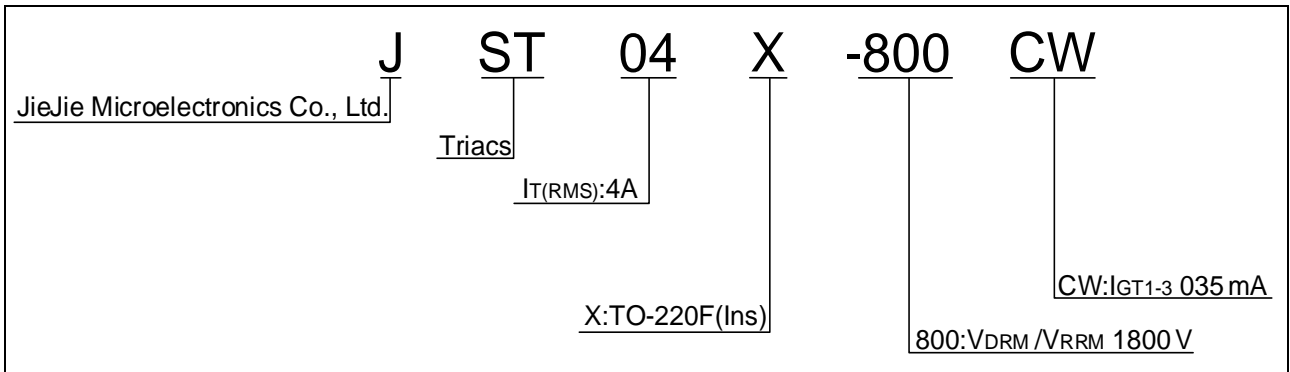 J ST 04 X -800 CW
JieJie Microelectronics Co., Ltd.
Triacs
IT(RMS):4A
CW:IGT1-3 035 mA
X:TO-220F(Ins)
800:VDRM /VRRM 1800 V